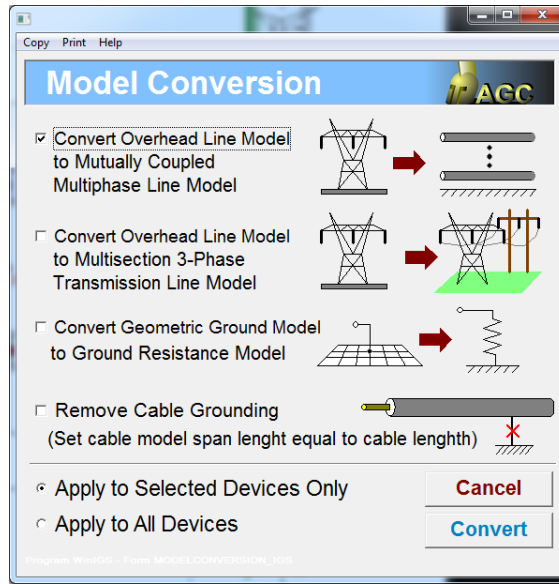 Copy Print Help
Model Conversion
AGC
Convert Overhead Line Model
to Mutually Coupled
Multiphase Line Model
Convert Overhead Line Model
to Multisection 3-Phase
Transmission Line Model
Convert Geometric Ground Model
to Ground Resistance Model
Remove Cable Grounding
(Set cable model span lenght equal to cable lenghth)
Apply to Selected Devices Only
Cancel
Apply to All Devices
Convert
Program WinIGS - Form MODELCONVERSION_IGS